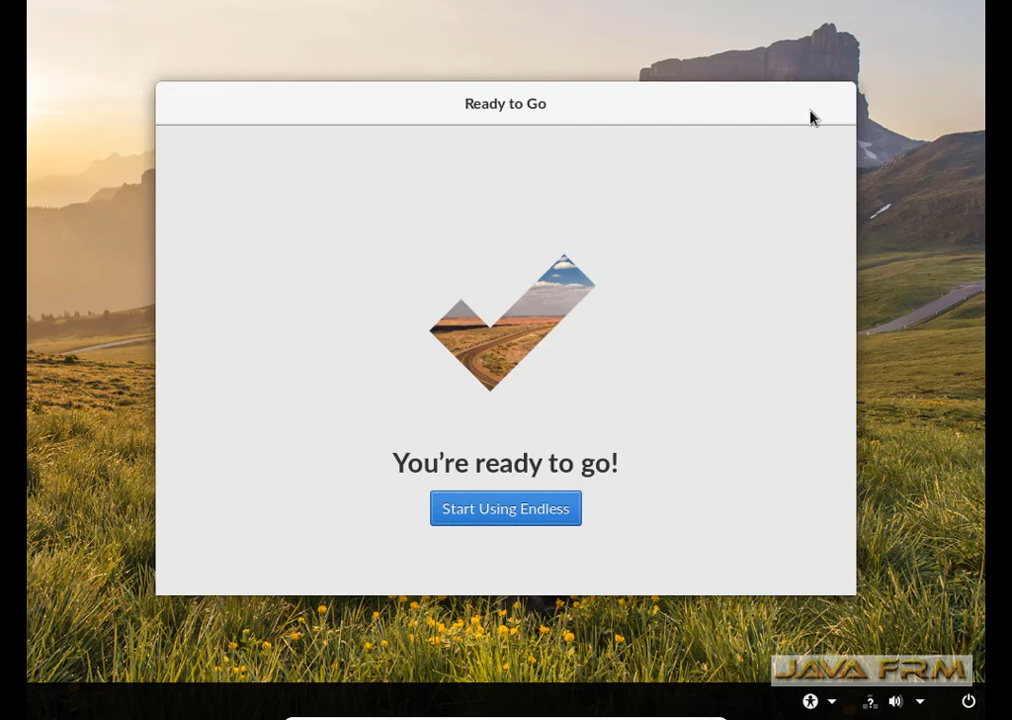 Ready to Go
You're ready to go!
Start Using Endless
JAVA FRM
?